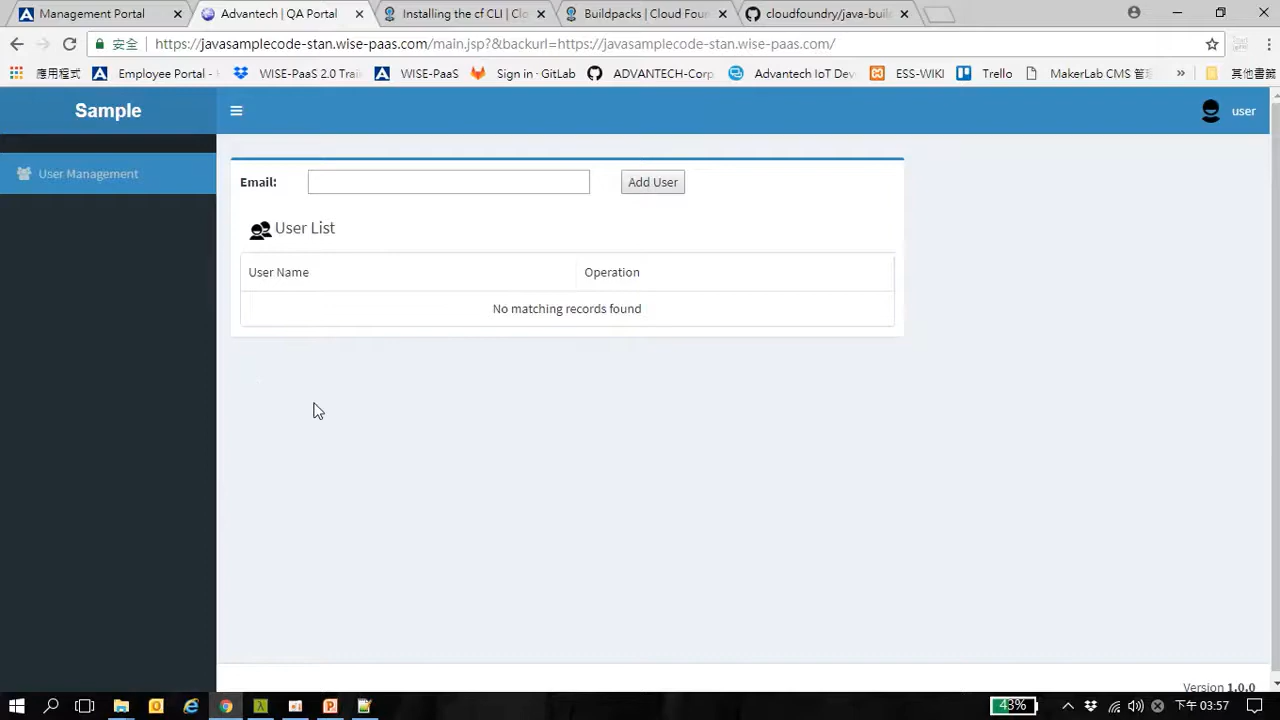 Management Portal
Advantech | QA Portal
Installing the cf CLI | Clo
Buildpacks | Cloud Foun
cloudfoundry/java-buil
安全
https://javasamplecode-stan.wise-paas.com/main.jsp?&backurl=https://javasamplecode-stan.wise-paas.com/
應用程式
Employee Portal -
WISE-PaaS 2.0 Trai
WISE-PaaS
Sign in · GitLab
ADVANTECH-Corp
Advantech IoT Dev
ESS-WIKI
Trello
MakerLab CMS 管理
»
其他書籤
Sample
user
User Management
Email:
Add User
User List
User Name
Operation
No matching records found
Version 1.0.0
43%
下午 03:57